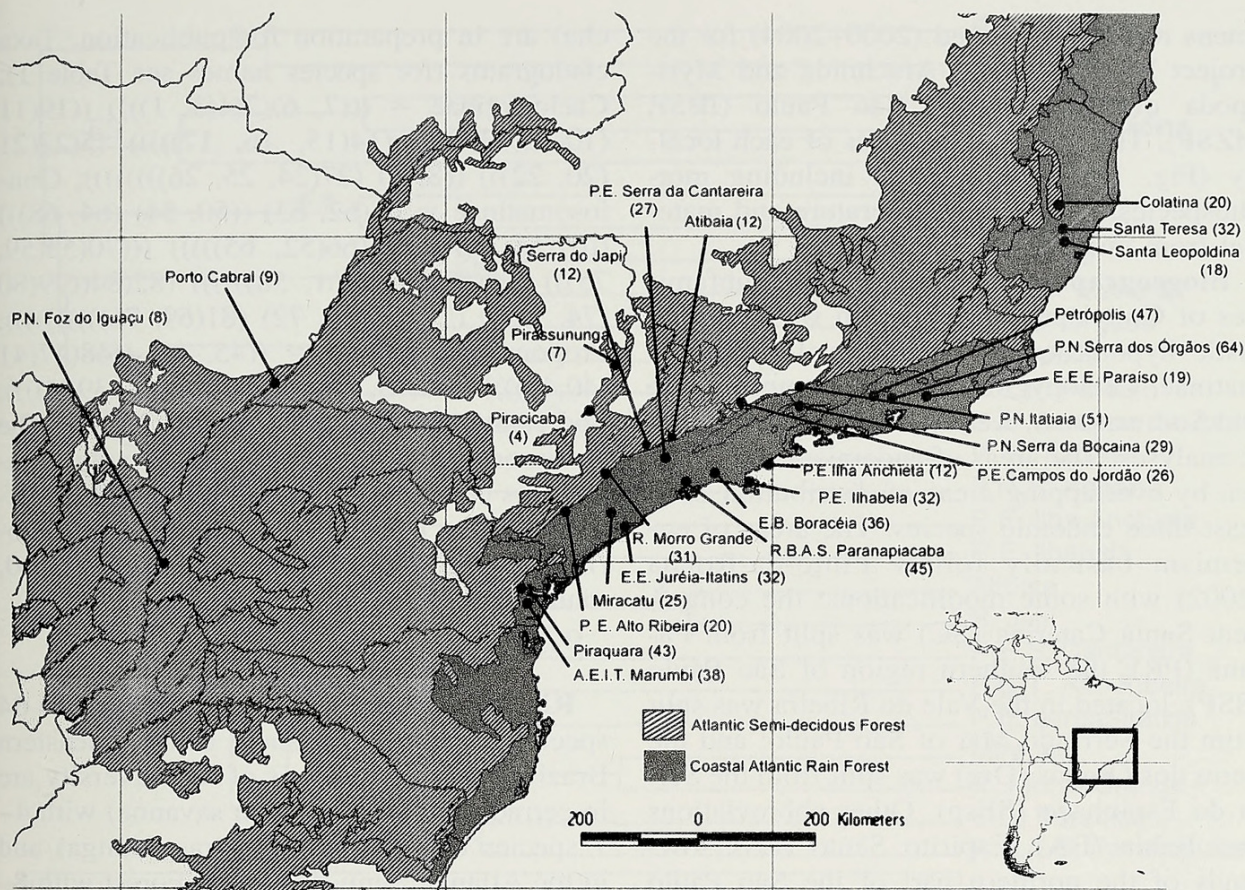 P.E. Serra da Cantareira
(27)
Atibaia (12)
Serra do Japi
(12)
Porto Cabral (9)
P.N. Foz do Iguaçu (8)
Pirassununga
(7)
Piracicaba
(4)
Colatina (20)
Santa Teresa (32)
Santa Leopoldina
(18)
Petrópolis (47)
P.N.Serra dos Órgãos (64)
E.E.E. Paraíso (19)
P.N.Itatiaia (51)
P.N.Serra da Bocaina (29)
P.E.Campos do Jordão (26)
P.E.Ilha Anchieta (12)
P.E. Ilhabela (32)
E.B. Boracéia (36)
R.B.A.S. Paranapiacaba
(45)
R. Morro Grande
(31)
E.E. Juréia-Itatins (32)
Miracatu (25)
P. E. Alto Ribeira (20)
Piraquara (43)
A.E.I.T. Marumbi (38)
Atlantic Semi-decidous Forest
Coastal Atlantic Rain Forest
200 0 200 Kilometers